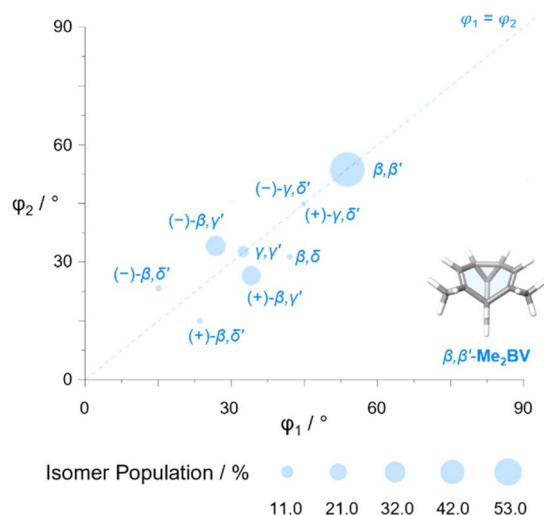 90
φ₁ = φ₂
60
β,β'
(−)-γ,δ'
φ₂ / °
(+)-γ,δ'
(−)-β,γ'
γ,γ'
β,δ
30
(−)-β,δ'
(+)-β,γ'
(+)-β,δ'
β,β'-Me₂BV
0
0 30 60 90
φ₁ / °
Isomer Population / %
11.0 21.0 32.0 42.0 53.0